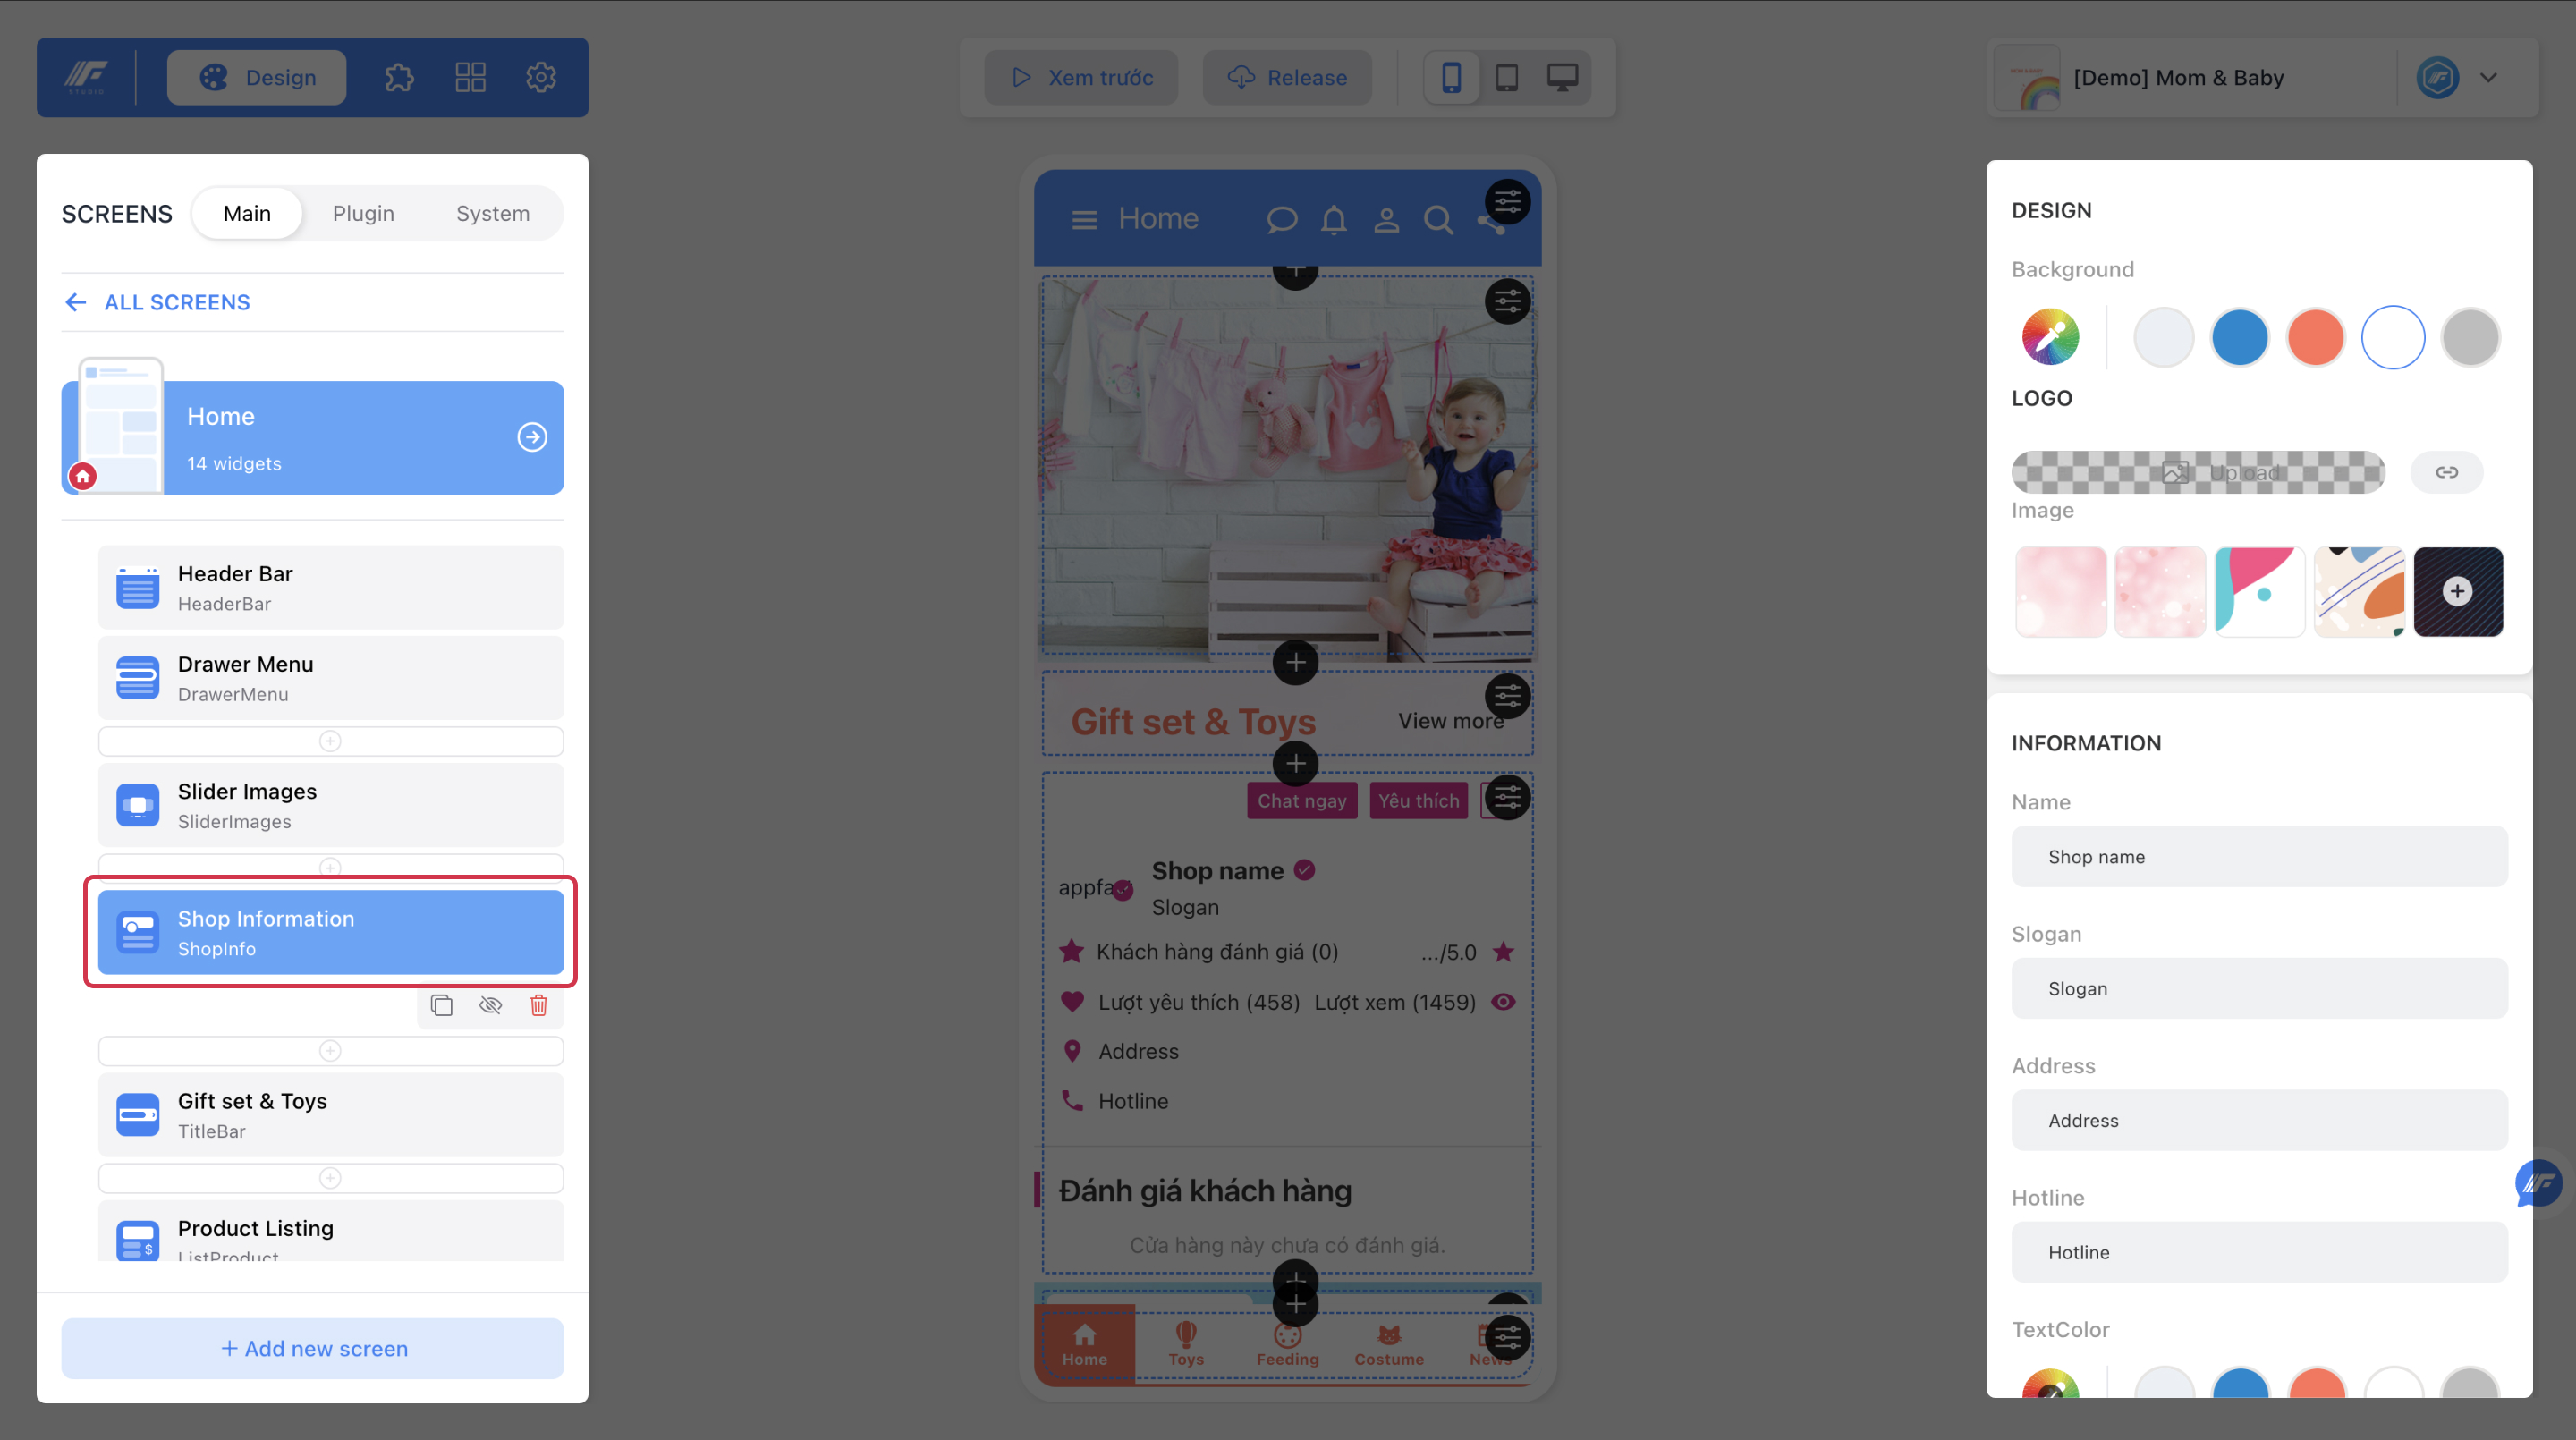 STUDIO
Design
Xem trước
Release
[Demo] Mom & Baby
SCREENS
Main
Plugin
System
ALL SCREENS
Home
14 widgets
Header Bar
HeaderBar
Drawer Menu
DrawerMenu
Slider Images
SliderImages
Shop Information
ShopInfo
Gift set & Toys
TitleBar
Product Listing
ListProduct
+ Add new screen
Home
Gift set & Toys
View more
Chat ngay
Yêu thích
appfa
Shop name
Slogan
Khách hàng đánh giá (0)
.../5.0
Lượt yêu thích (458)
Lượt xem (1459)
Address
Hotline
Đánh giá khách hàng
Cửa hàng này chưa có đánh giá.
Home
Toys
Feeding
Costume
News
DESIGN
Background
LOGO
Upload
Image
INFORMATION
Name
Shop name
Slogan
Slogan
Address
Address
Hotline
Hotline
TextColor